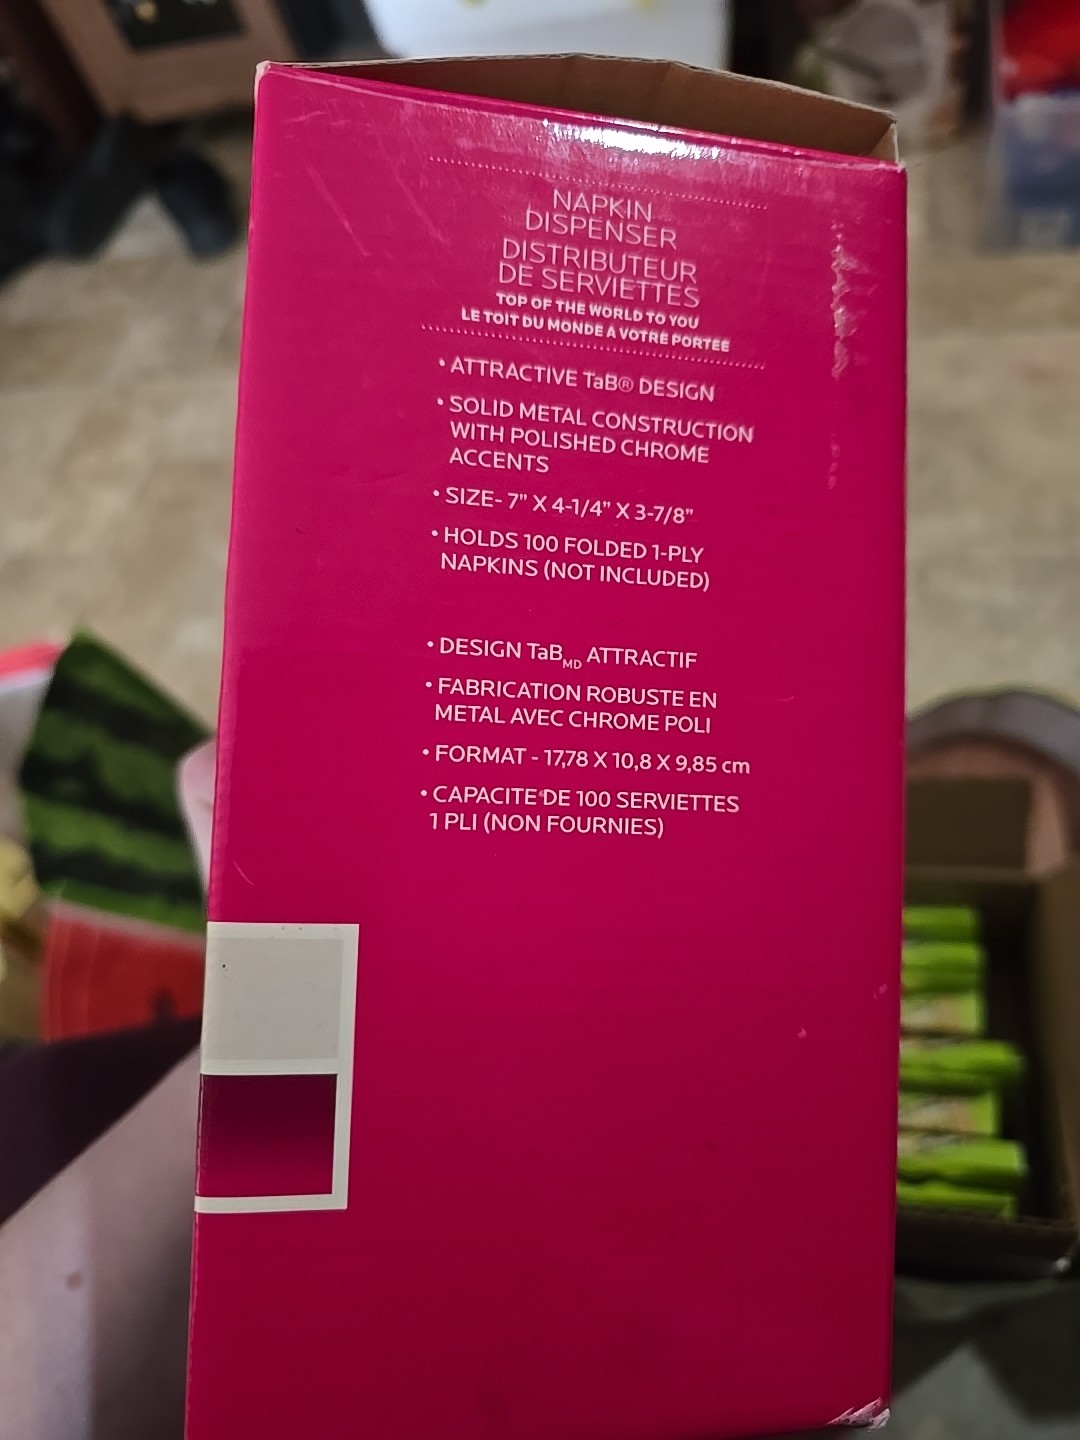 NAPKIN
DISPENSER
DISTRIBUTEUR
DE SERVIETTES
TOP OF THE WORLD TO YOU
LE TOIT DU MONDE A VOTRE PORTEE
• ATTRACTIVE TaB® DESIGN
• SOLID METAL CONSTRUCTION
WITH POLISHED CHROME
ACCENTS
• SIZE- 7" X 4-1/4" X 3-7/8"
• HOLDS 100 FOLDED 1-PLY
NAPKINS (NOT INCLUDED)
• DESIGN TaB MD ATTRACTIF
• FABRICATION ROBUSTE EN
METAL AVEC CHROME POLI
• FORMAT - 17,78 X 10,8 X 9,85 cm
• CAPACITE DE 100 SERVIETTES
1 PLI (NON FOURNIES)